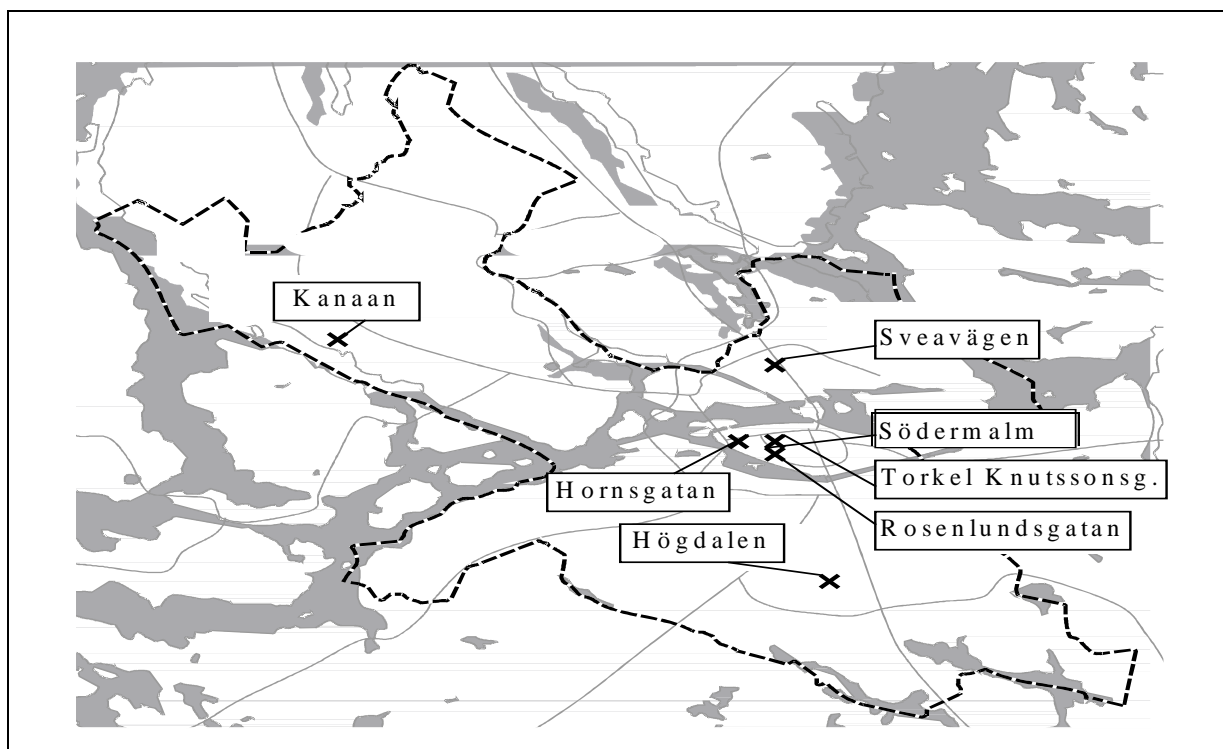 Kanaan
Sveavägen
Södermalm
Torkel Knutssonsg.
Hornsgatan
Rosenlundsgatan
Högdalen